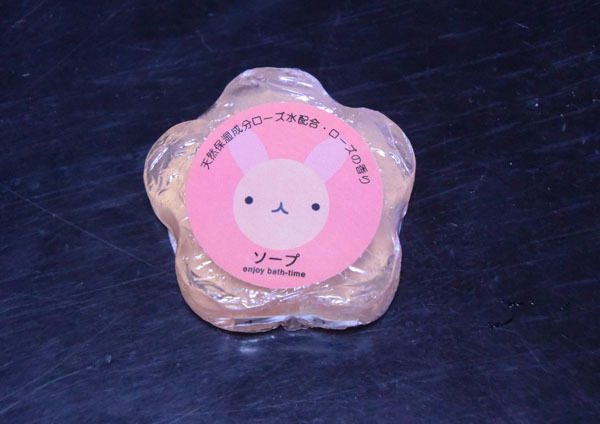 天然保湿成分ローズ水配合・ローズの香り
ソープ
enjoy bath-time